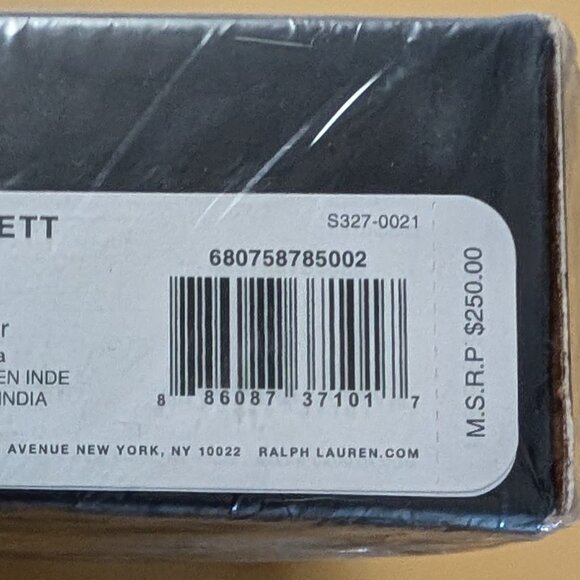 ETT
S327-0021
680758785002
r
a
EN INDE
INDIA
8 86087 37101 7
AVENUE NEW YORK, NY 10022 RALPH LAUREN.COM
M.S.R.P $250.00